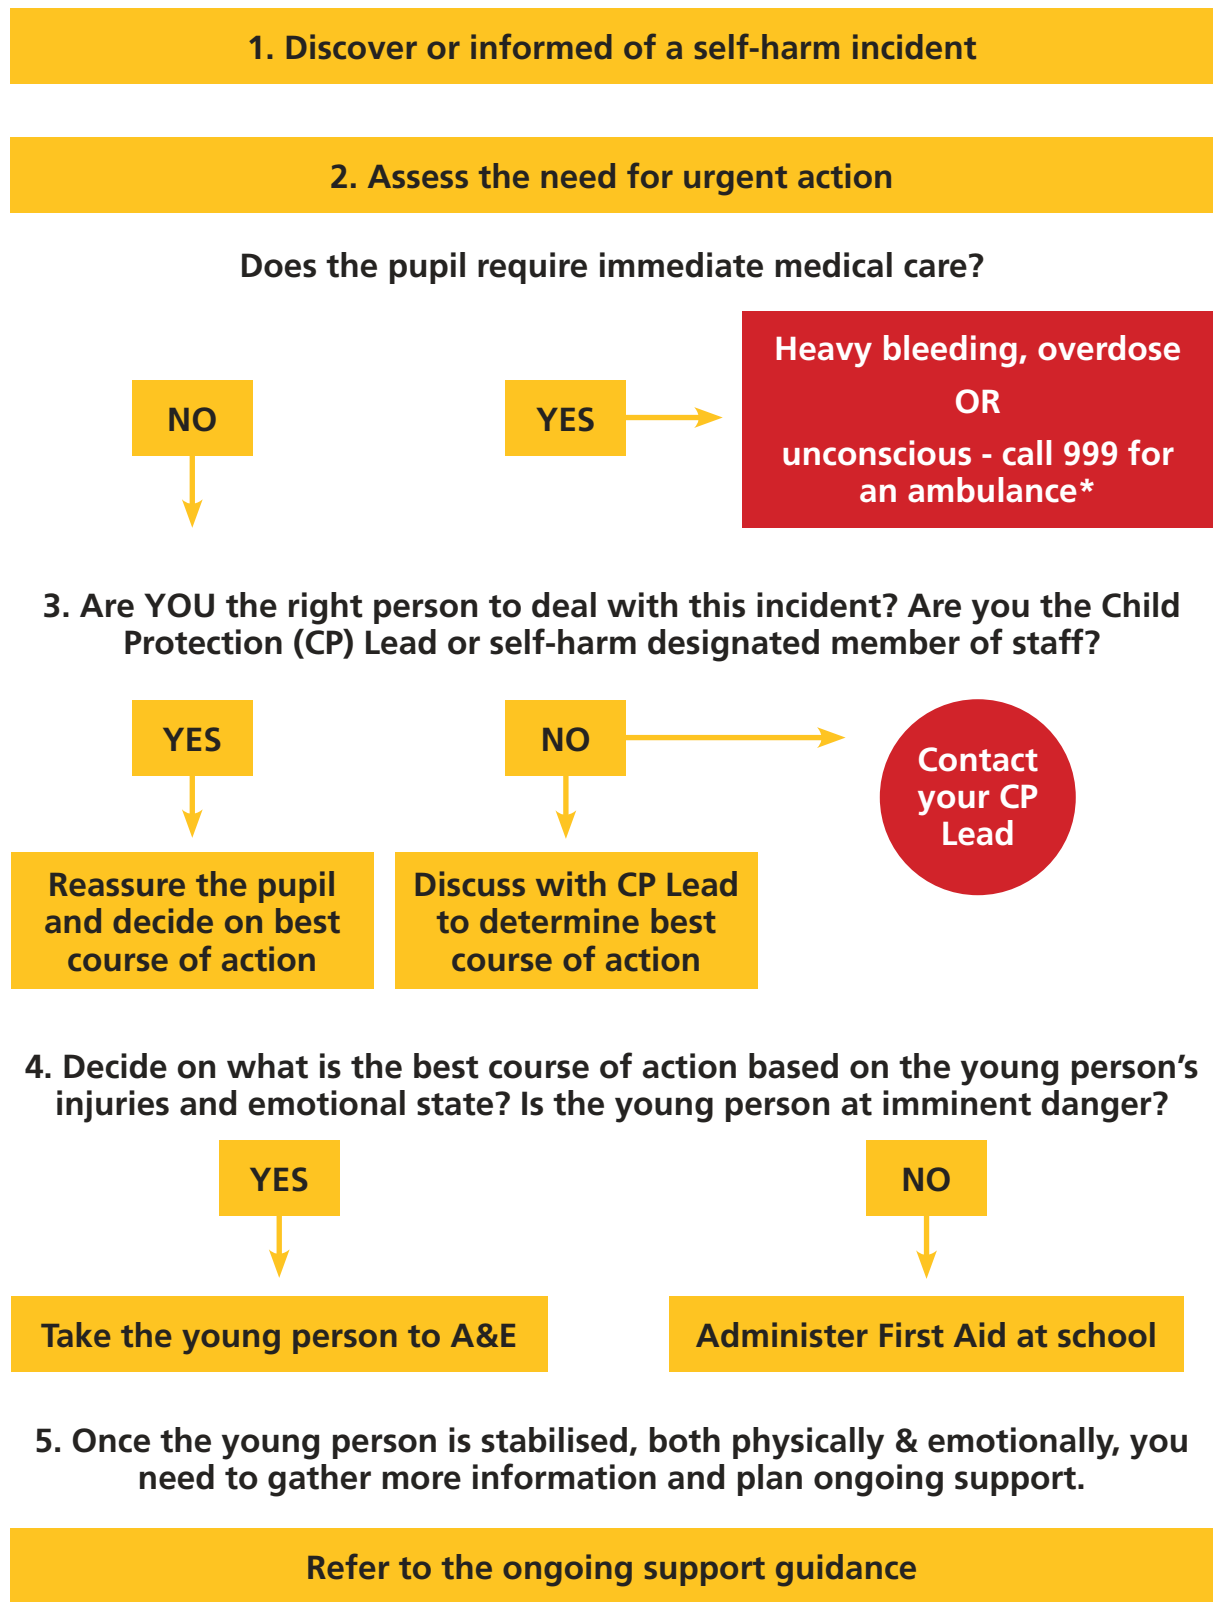 1. Discover or informed of a self-harm incident
2. Assess the need for urgent action
Does the pupil require immediate medical care?
NO
YES
Heavy bleeding, overdose
OR
unconscious - call 999 for
an ambulance*
3. Are YOU the right person to deal with this incident? Are you the Child
Protection (CP) Lead or self-harm designated member of staff?
YES
NO
Contact
your CP
Lead
Reassure the pupil
and decide on best
course of action
Discuss with CP Lead
to determine best
course of action
4. Decide on what is the best course of action based on the young person’s
injuries and emotional state? Is the young person at imminent danger?
YES
NO
Take the young person to A&E
Administer First Aid at school
5. Once the young person is stabilised, both physically & emotionally, you
need to gather more information and plan ongoing support.
Refer to the ongoing support guidance